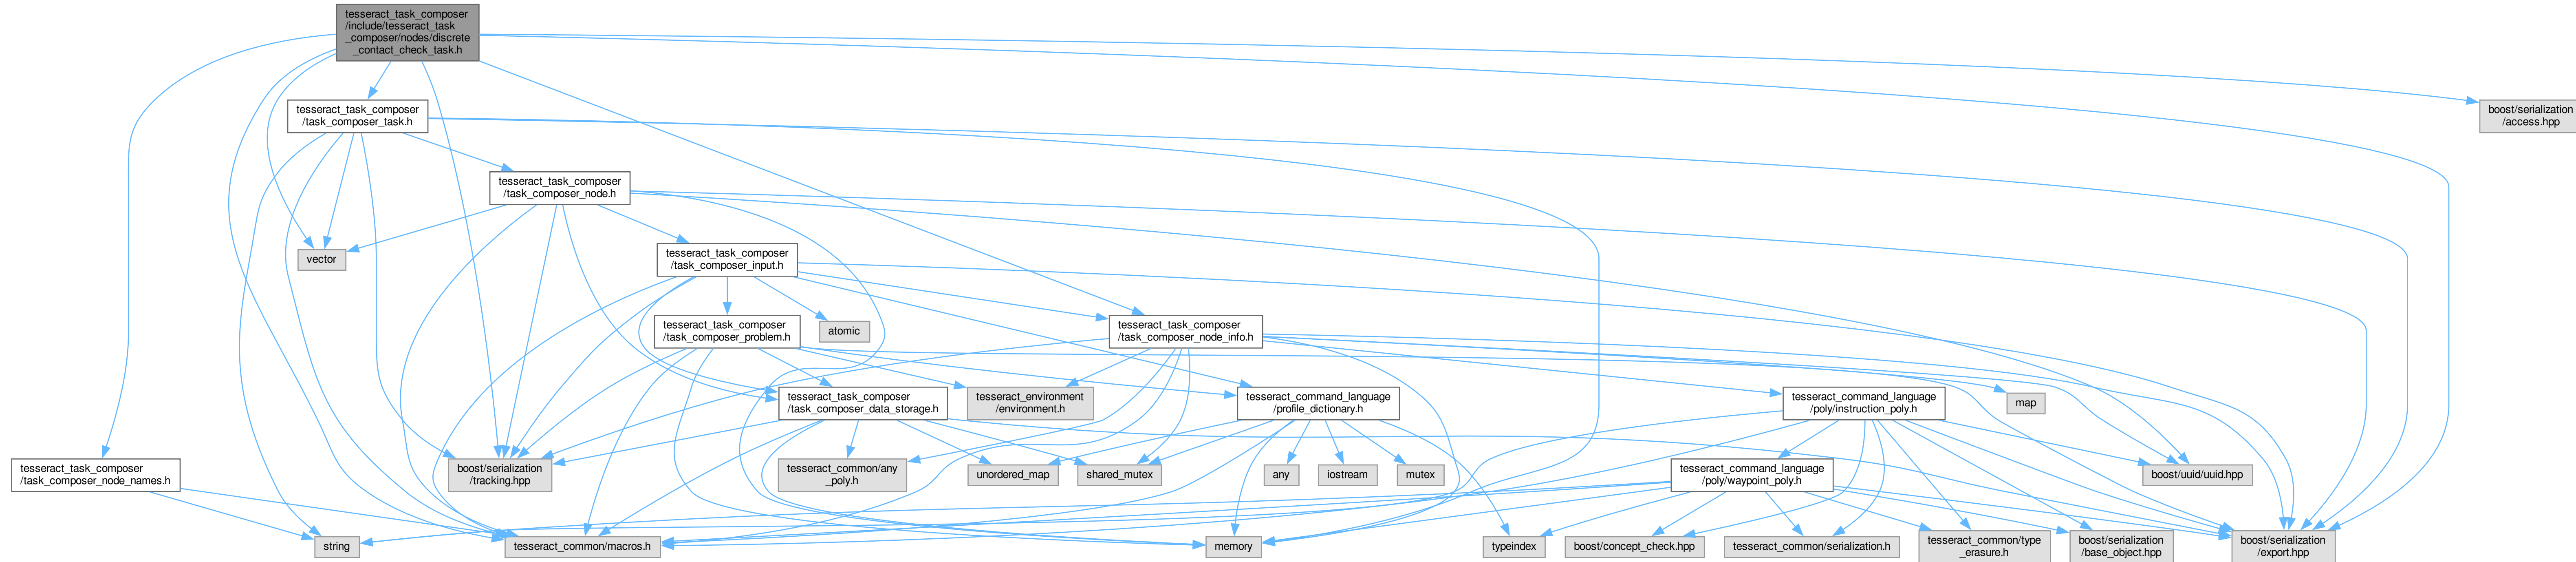 tesseract_task_composer
/include/tesseract_task
_composer/nodes/discrete
_contact_check_task.h
boost/serialization
/access.hpp
tesseract_task_composer
/task_composer_task.h
tesseract_task_composer
/task_composer_node.h
vector
tesseract_task_composer
/task_composer_input.h
tesseract_task_composer
/task_composer_problem.h
atomic
tesseract_task_composer
/task_composer_node_info.h
tesseract_task_composer
/task_composer_data_storage.h
tesseract_environment
/environment.h
tesseract_command_language
/profile_dictionary.h
tesseract_command_language
/poly/instruction_poly.h
map
tesseract_task_composer
/task_composer_node_names.h
boost/serialization
/tracking.hpp
tesseract_common/any
_poly.h
unordered_map
shared_mutex
any
iostream
mutex
tesseract_command_language
/poly/waypoint_poly.h
boost/uuid/uuid.hpp
string
tesseract_common/macros.h
memory
typeindex
boost/concept_check.hpp
tesseract_common/serialization.h
tesseract_common/type
_erasure.h
boost/serialization
/base_object.hpp
boost/serialization
/export.hpp